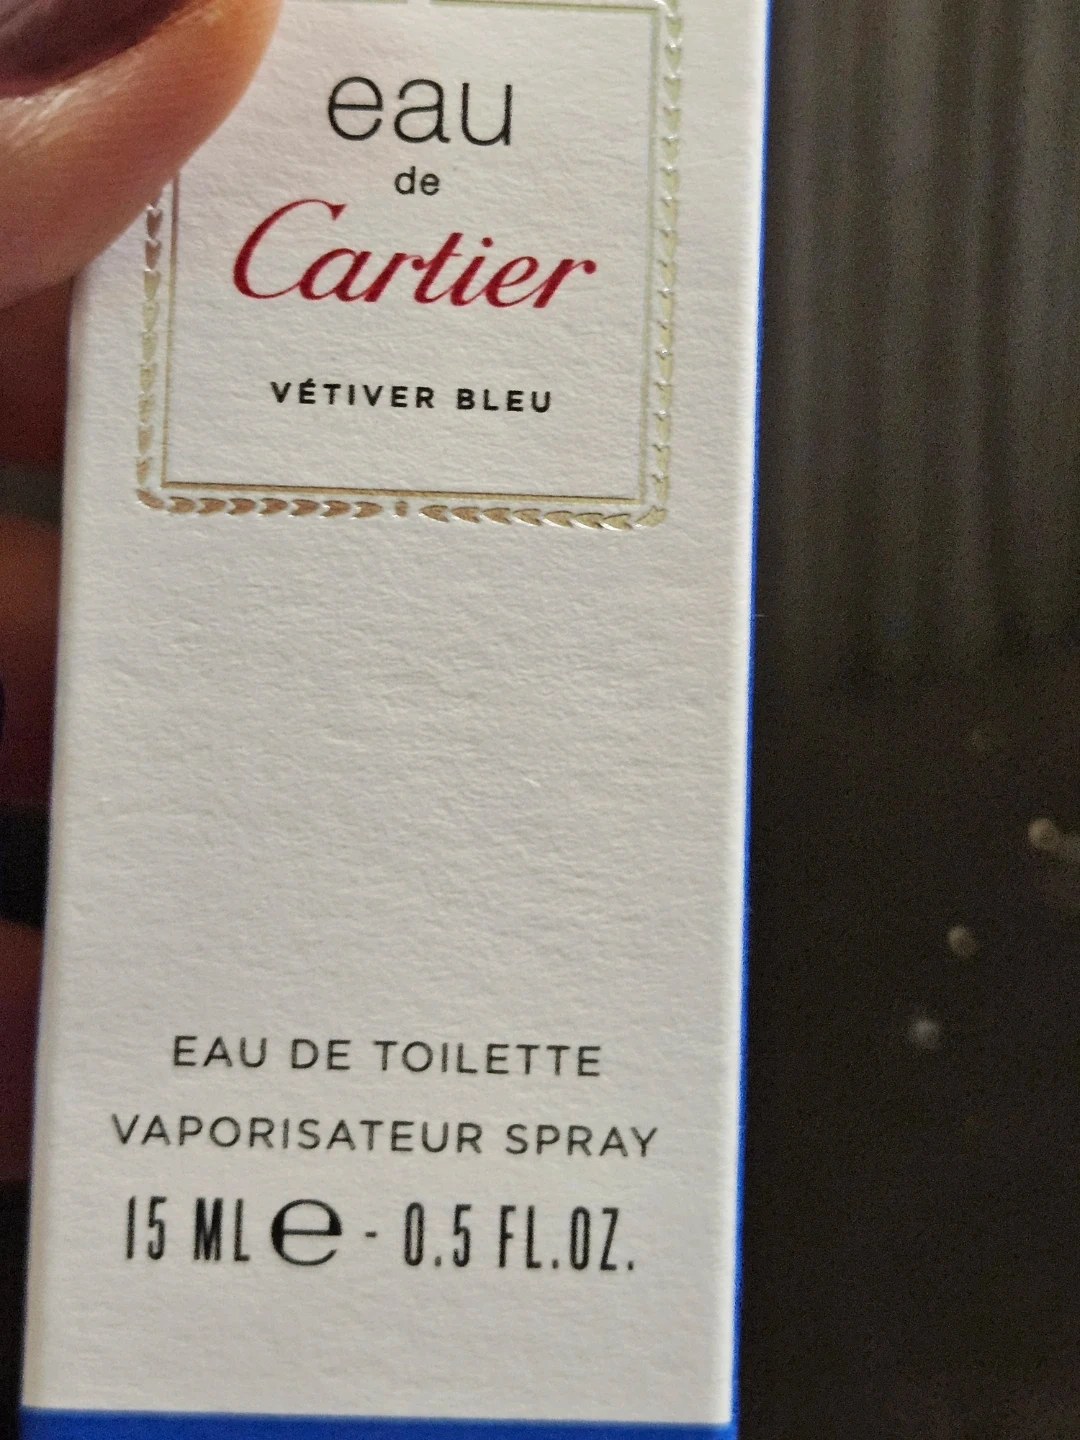 eau
de
Cartier
VÉTIVER BLEU
EAU DE TOILETTE
VAPORISATEUR SPRAY
15 ML e - 0.5 FL.OZ.